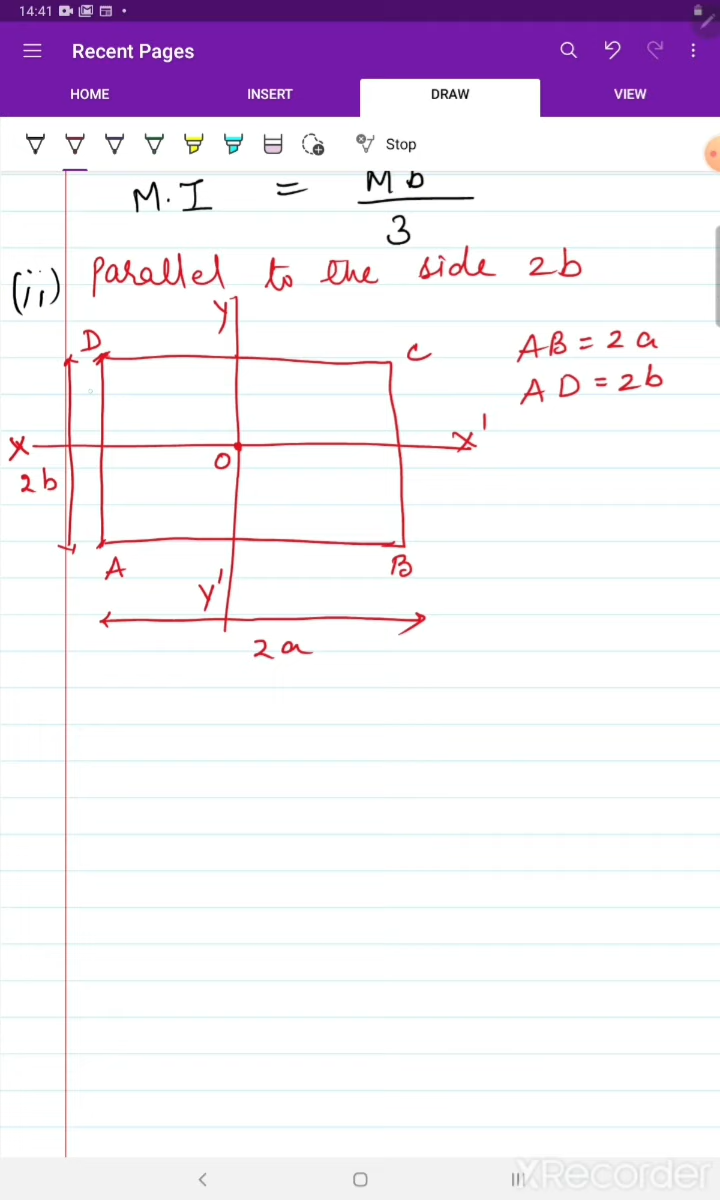 14:41
Recent Pages
HOME INSERT DRAW VIEW
Stop
M.I = Mb
3
(ii) Parallel to the side 2b
Y
D C AB = 2a
AD = 2b
X X'
O
2b
A B
Y'
2a
XRecorder